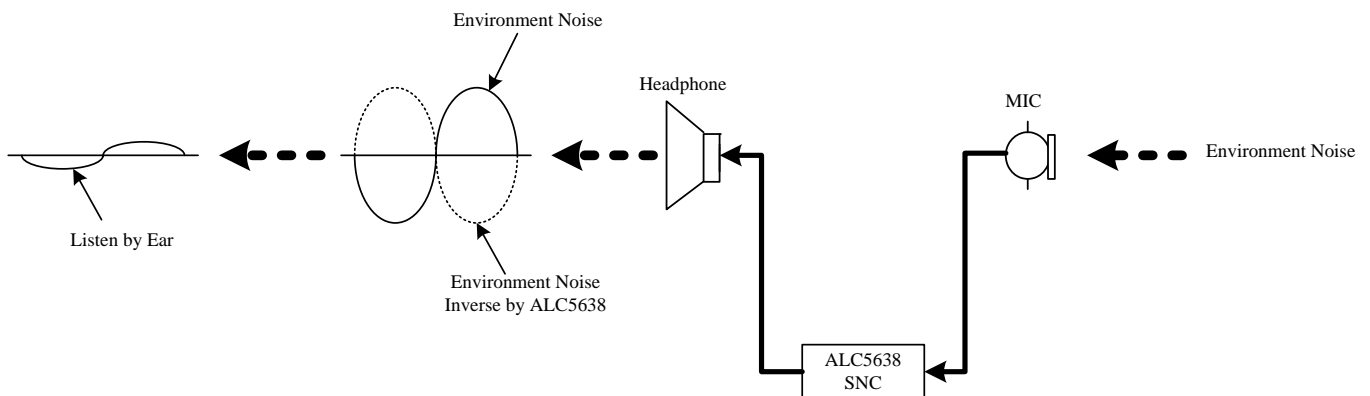 Environment Noise
Headphone
MIC
Environment Noise
Listen by Ear
Environment Noise
Inverse by ALC5638
ALC5638
SNC